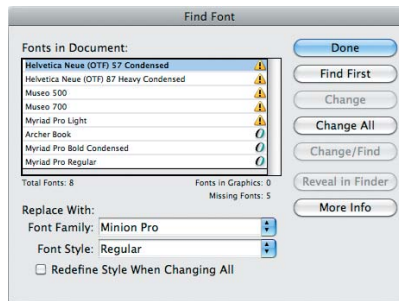 Find Font
Fonts in Document:
Helvetica Neue (OTF) 57 Condensed
Helvetica Neue (OTF) 87 Heavy Condensed
Museo 500
Museo 700
Myriad Pro Light
Archer Book
Myriad Pro Bold Condensed
Myriad Pro Regular
Total Fonts: 8
Fonts in Graphics: 0
Missing Fonts: 5
Replace With:
Font Family: Minion Pro
Font Style: Regular
Redefine Style When Changing All
Done
Find First
Change
Change All
Change/Find
Reveal in Finder
More Info